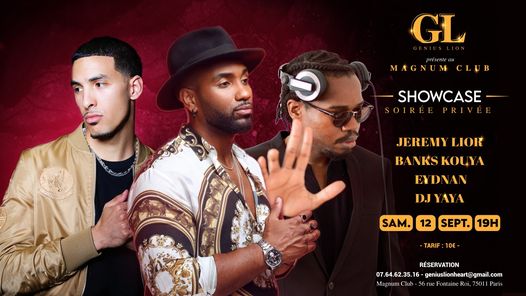 GL
GENIUS LION
présente au
MAGNUM CLUB
SHOWCASE
SOIRÉE PRIVÉE
JEREMY LIOR
BANKS KOUYA
EYDNAN
DJ YAYA
SAM. 12 SEPT. 19H
- TARIF : 10€ -
RÉSERVATION
07.64.62.35.16 - geniuslionheart@gmail.com
Magnum Club - 56 rue Fontaine Roi, 75011 Paris